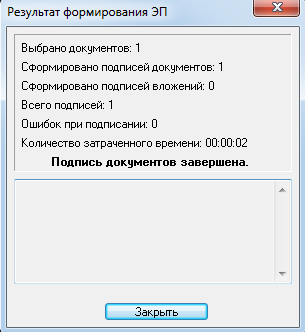 Результат формирования ЭП
Выбрано документов: 1
Сформировано подписей документов: 1
Сформировано подписей вложений: 0
Всего подписей: 1
Ошибок при подписании: 0
Количество затраченного времени: 00:00:02
Подпись документов завершена.
Закрыть